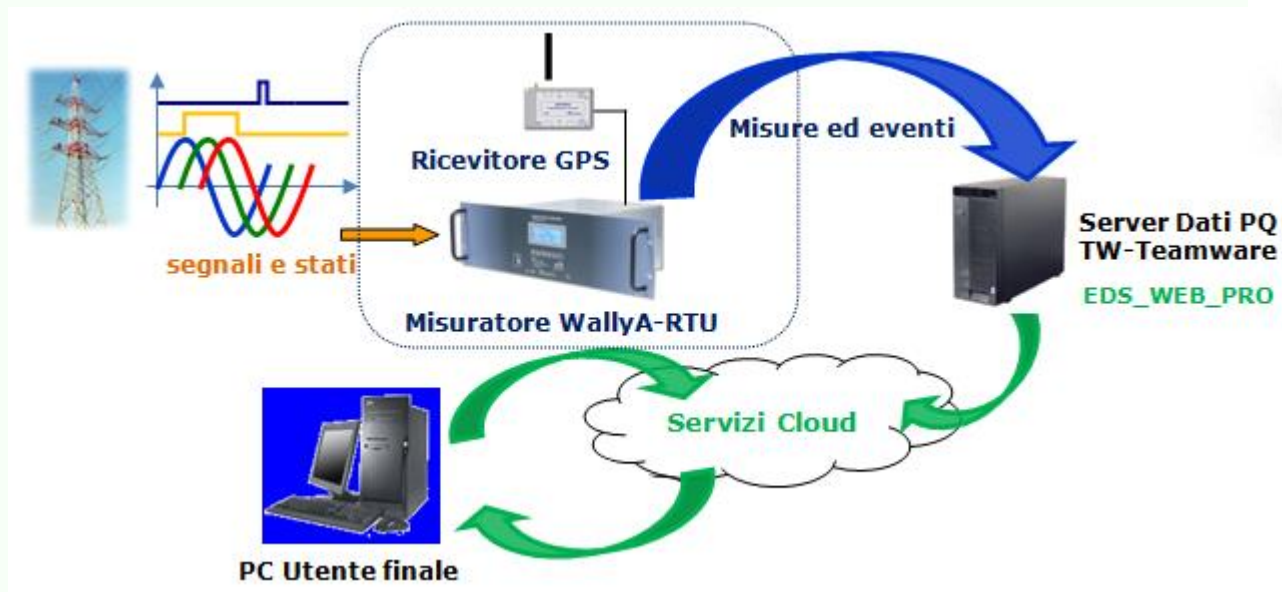 Ricevitore GPS
Misure ed eventi
segnali e stati
Misuratore WallyA-RTU
Server Dati PQ
TW-Teamware
EDS_WEB_PRO
Servizi Cloud
PC Utente finale